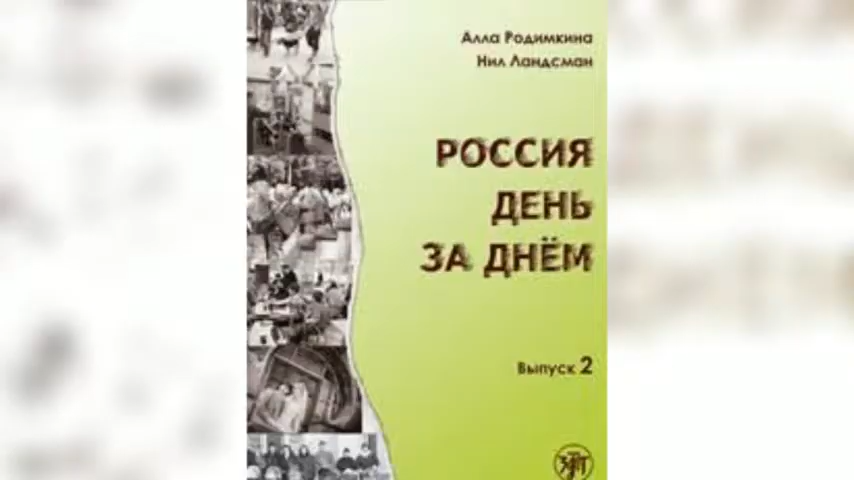 Алла Родимкина
Нил Ландсман
РОССИЯ
ДЕНЬ
ЗА ДНЁМ
Выпуск 2